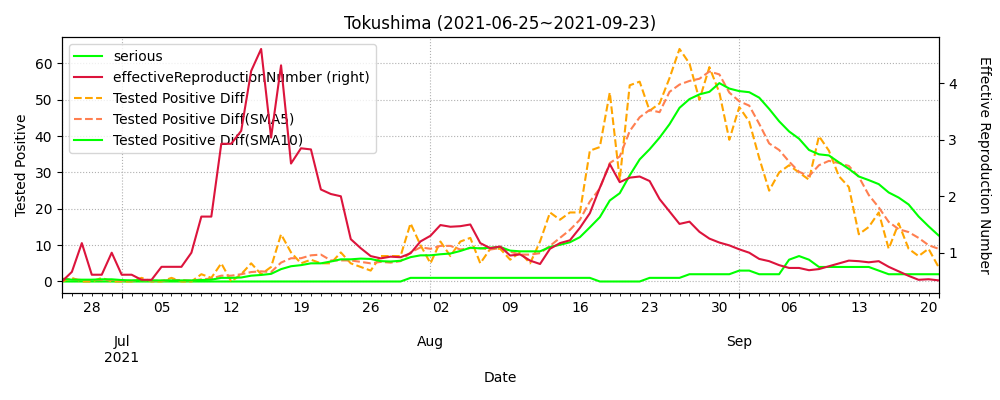 Tokushima (2021-06-25~2021-09-23)
serious
effectiveReproductionNumber (right)
Tested Positive Diff
Tested Positive Diff(SMA5)
Tested Positive Diff(SMA10)
Tested Positive
60
50
40
30
20
10
0
4
3
2
1
Effective Reproduction Number
28 05 12 19 26 02 09 16 23 30 06 13 20
Jul Aug Sep
2021
Date